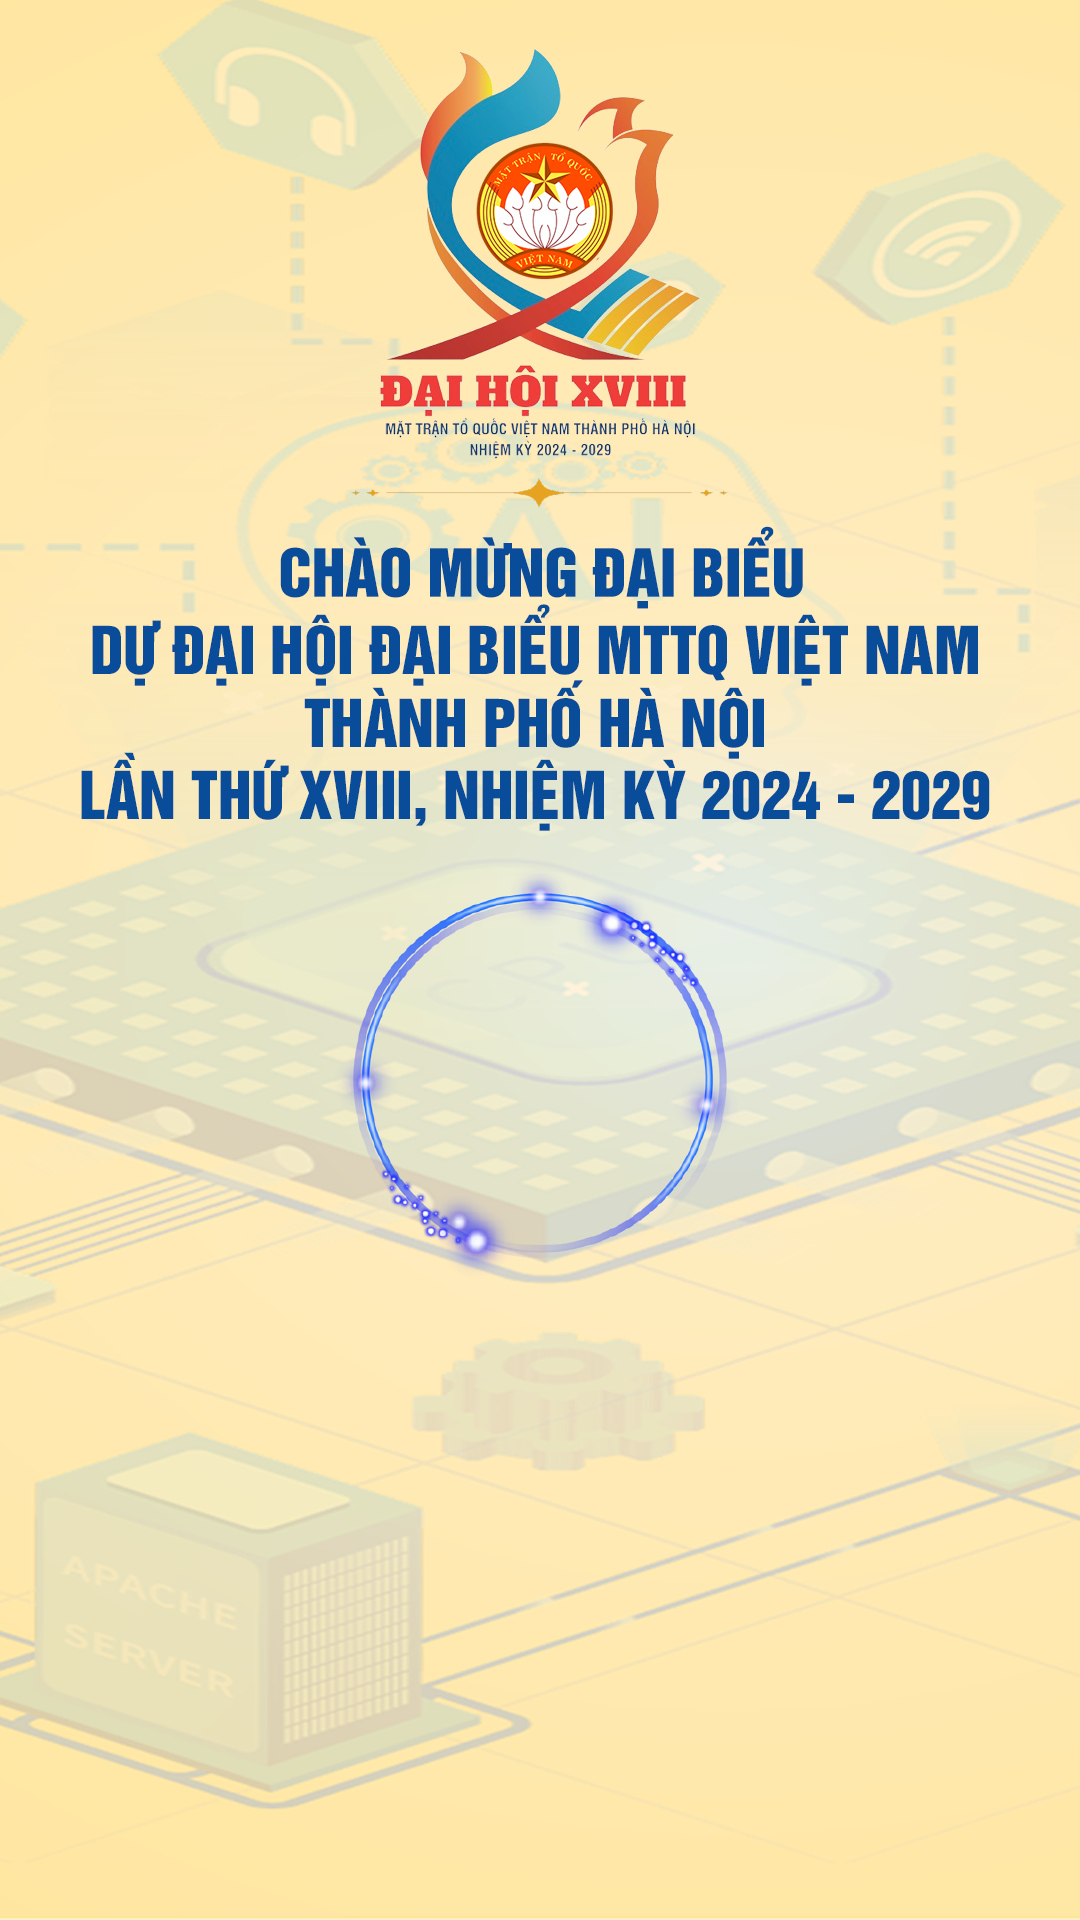 MẶT TRẬN TỔ QUỐC
VIỆT NAM
ĐẠI HỘI XVIII
MẶT TRẬN TỔ QUỐC VIỆT NAM THÀNH PHỐ HÀ NỘI
NHIỆM KỲ 2024 - 2029
AI
CHÀO MỪNG ĐẠI BIỂU
DỰ ĐẠI HỘI ĐẠI BIỂU MTTQ VIỆT NAM
THÀNH PHỐ HÀ NỘI
LẦN THỨ XVIII, NHIỆM KỲ 2024 - 2029
APACHE
SERVER